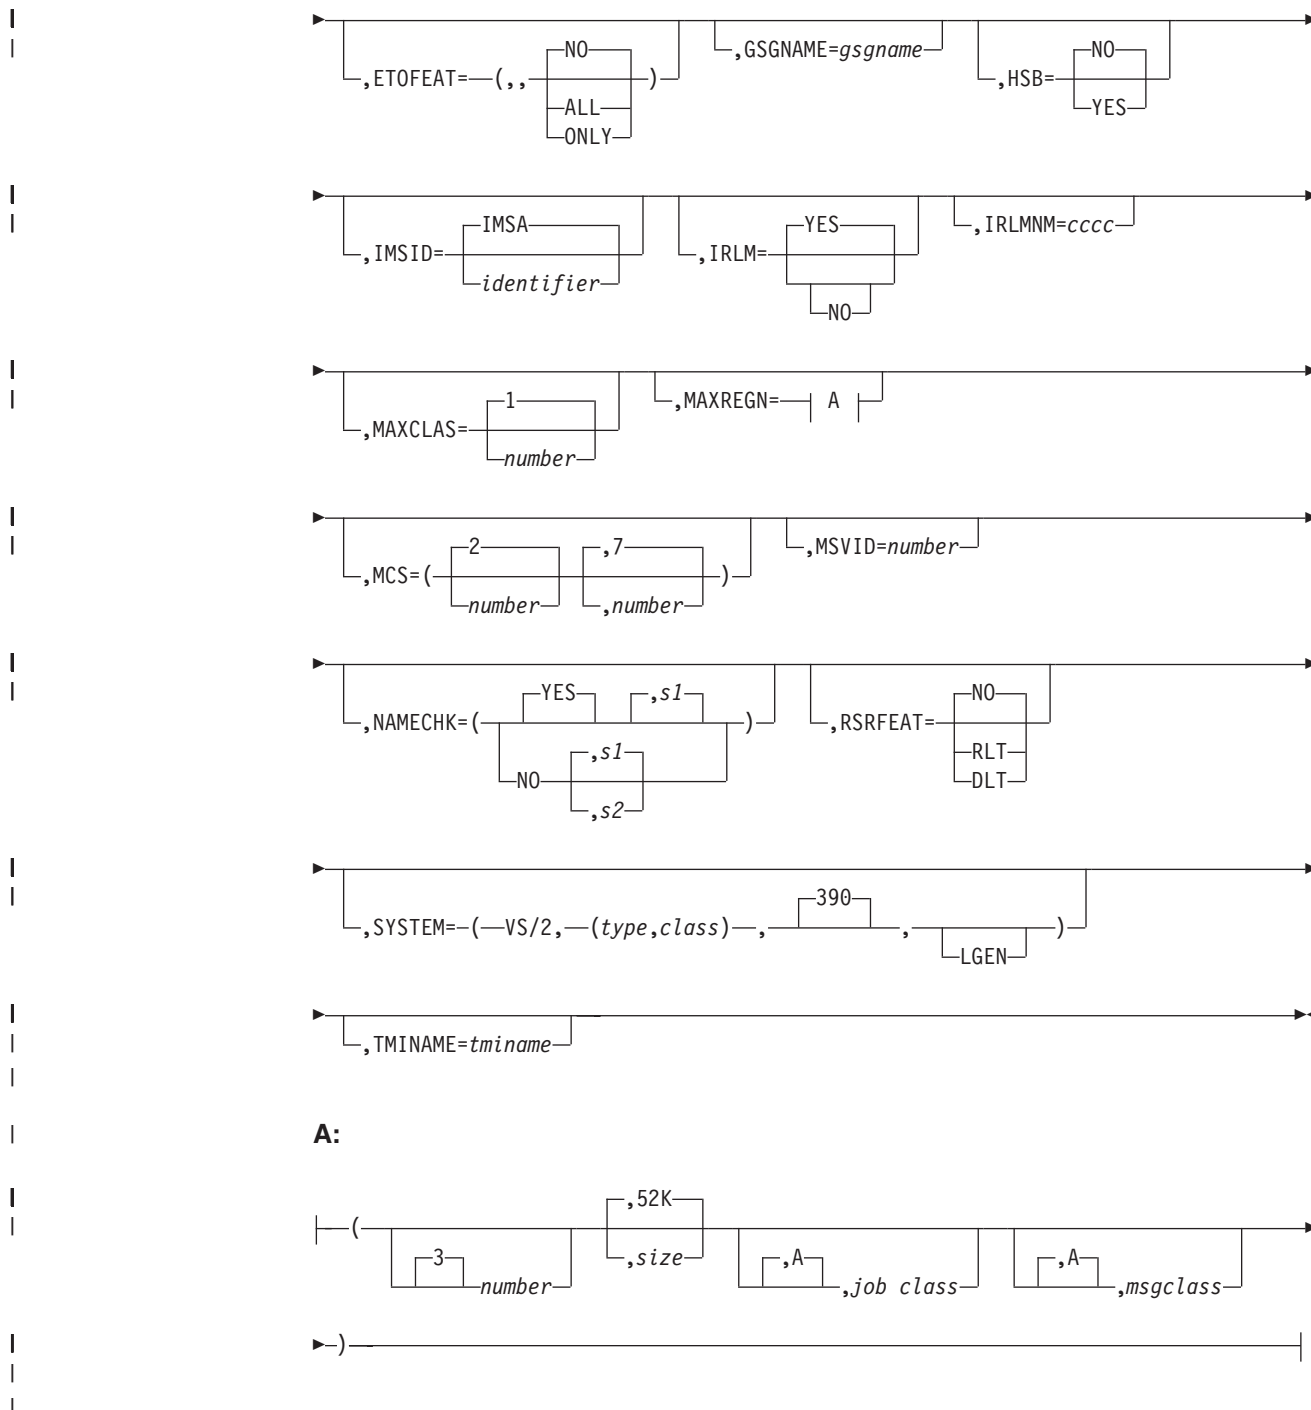 NO
,GSGNAME=gsgname
NO
,ETOFEAT= (,, )
,HSB=
ALL
YES
ONLY
IMSA
YES
,IRLMNM=cccc
,IMSID=
,IRLM=
identifier
NO
1
,MAXREGN= A
,MAXCLAS=
number
2 ,7
,MSVID=number
,MCS=( )
number ,number
YES ,s1
NO
,NAMECHK=( )
,RSRFEAT=
,s1
RLT
NO
DLT
,s2
390
,SYSTEM= ( VS/2, (type,class) , , )
LGEN
,TMINAME=tminame
A:
,52K
(
3
,size
,A
,A
number
,job class
,msgclass
)